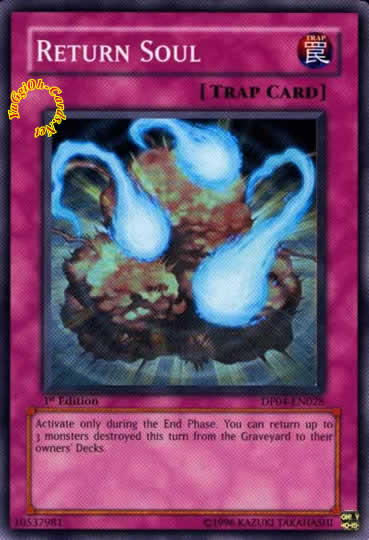 RETURN SOUL
TRAP
罠
[TRAP CARD]
YuGiOh-Cards.Net
1st Edition
DP04-EN028
Activate only during the End Phase. You can return up to
3 monsters destroyed this turn from the Graveyard to their
owners' Decks.
10537981
©1996 KAZUKI TAKAHASHI